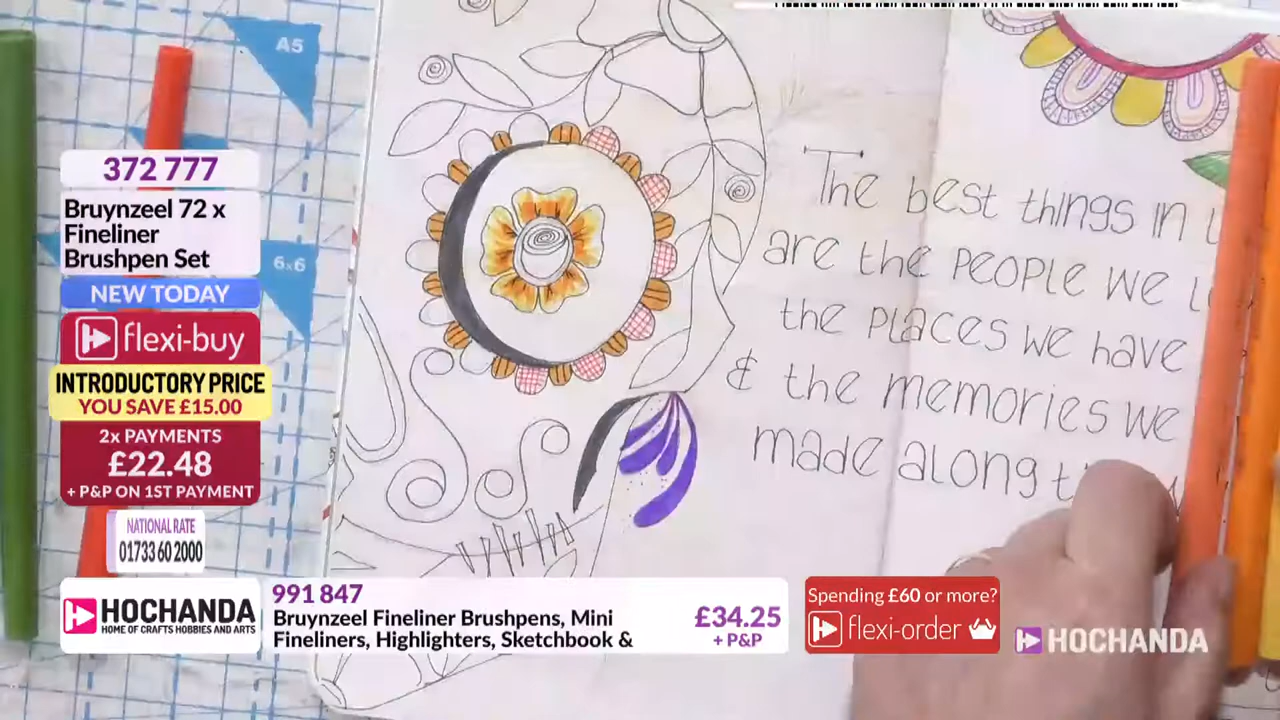 A5
6x6
372 777
Bruynzeel 72 x
Fineliner
Brushpen Set
NEW TODAY
flexi-buy
INTRODUCTORY PRICE
YOU SAVE £15.00
2x PAYMENTS
£22.48
+ P&P ON 1ST PAYMENT
NATIONAL RATE
01733 60 2000
The best things in
are the PEOPLE WE
the PLACES WE have
& the MEMORIES WE
made along
HOCHANDA
HOME OF CRAFTS HOBBIES AND ARTS
991 847
Bruynzeel Fineliner Brushpens, Mini
Fineliners, Highlighters, Sketchbook &
£34.25
+ P&P
Spending £60 or more?
flexi-order
HOCHANDA